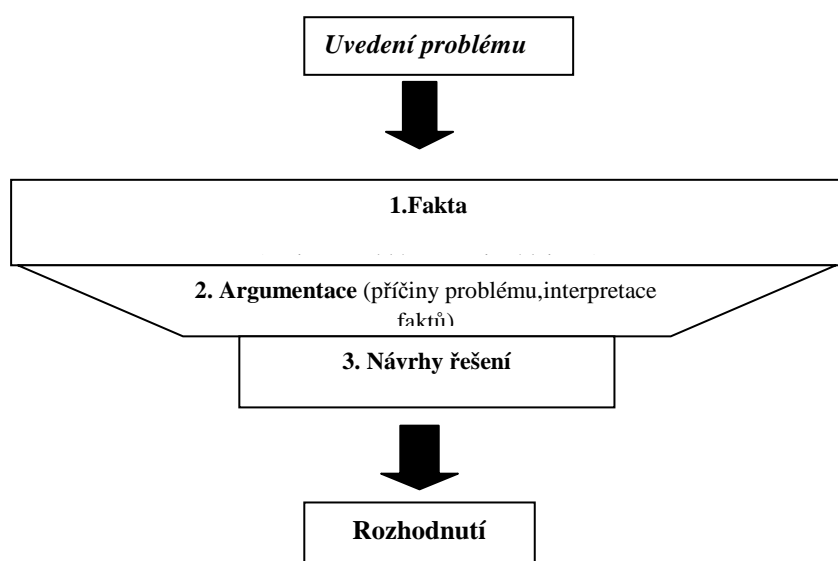 Uvedení problému
1.Fakta
2. Argumentace (příčiny problému,interpretace
faktů)
3. Návrhy řešení
Rozhodnutí